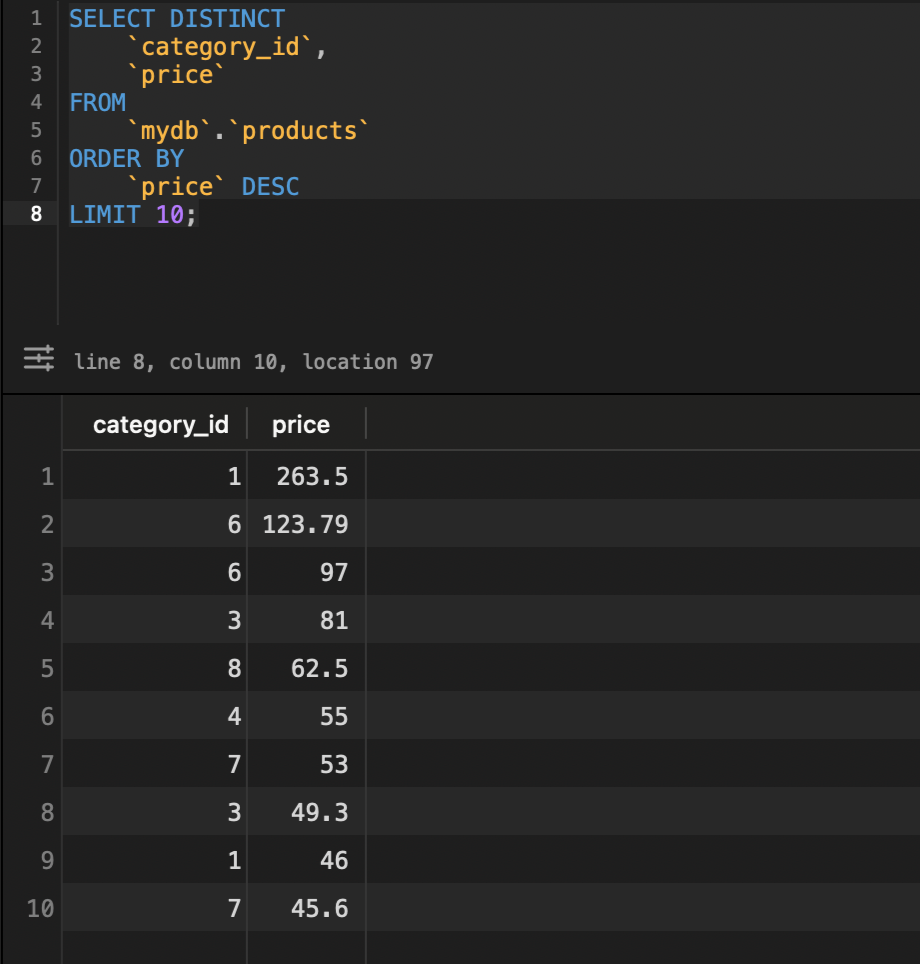 1 SELECT DISTINCT
2     `category_id`,
3     `price`
4 FROM
5     `mydb`.`products`
6 ORDER BY
7     `price` DESC
8 LIMIT 10;
line 8, column 10, location 97
category_id price
1 1 263.5
2 6 123.79
3 6 97
4 3 81
5 8 62.5
6 4 55
7 7 53
8 3 49.3
9 1 46
10 7 45.6